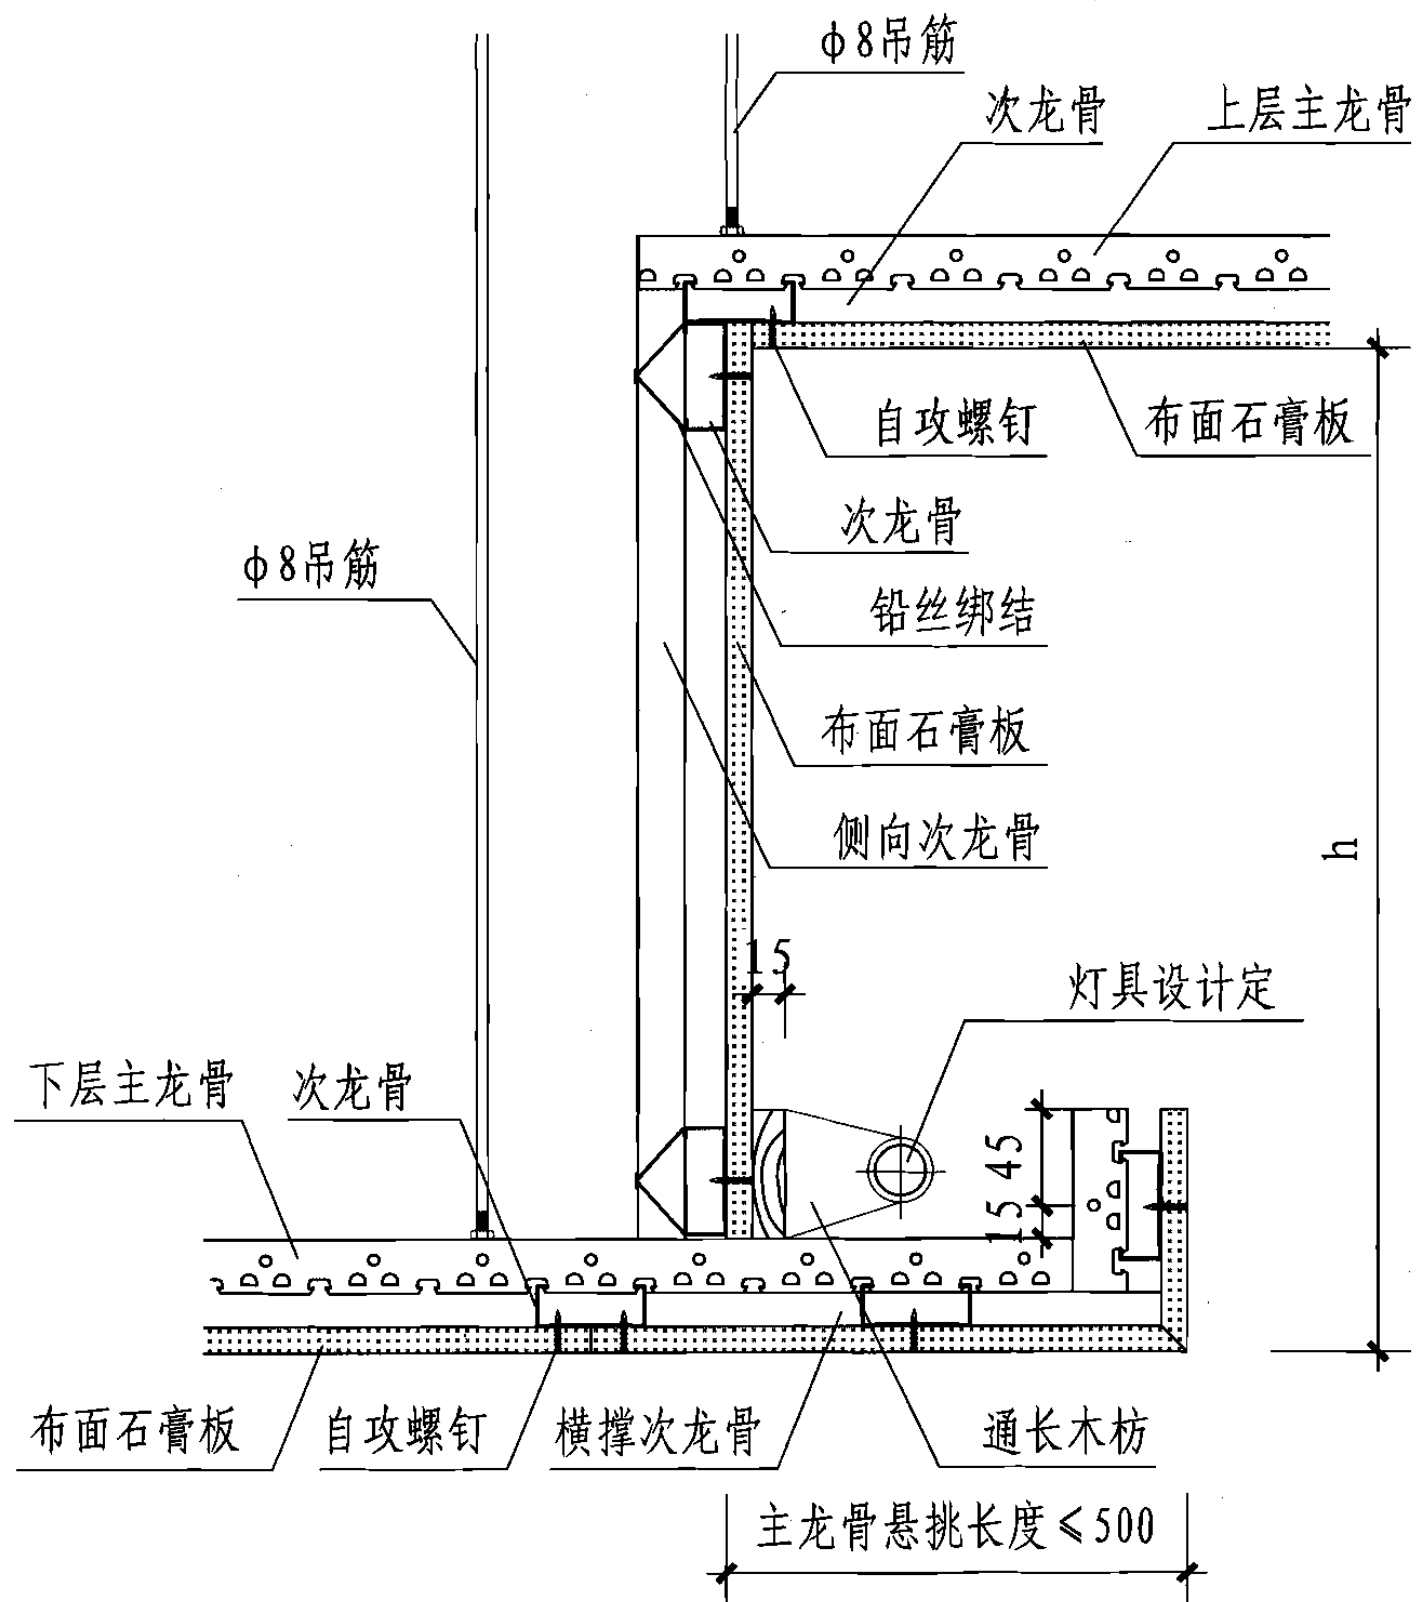 φ8吊筋
次龙骨
上层主龙骨
自攻螺钉
布面石膏板
次龙骨
φ8吊筋
铅丝绑结
布面石膏板
侧向次龙骨
h
15
灯具设计定
下层主龙骨
次龙骨
45
15
布面石膏板
自攻螺钉
横撑次龙骨
通长木枋
主龙骨悬挑长度≤500